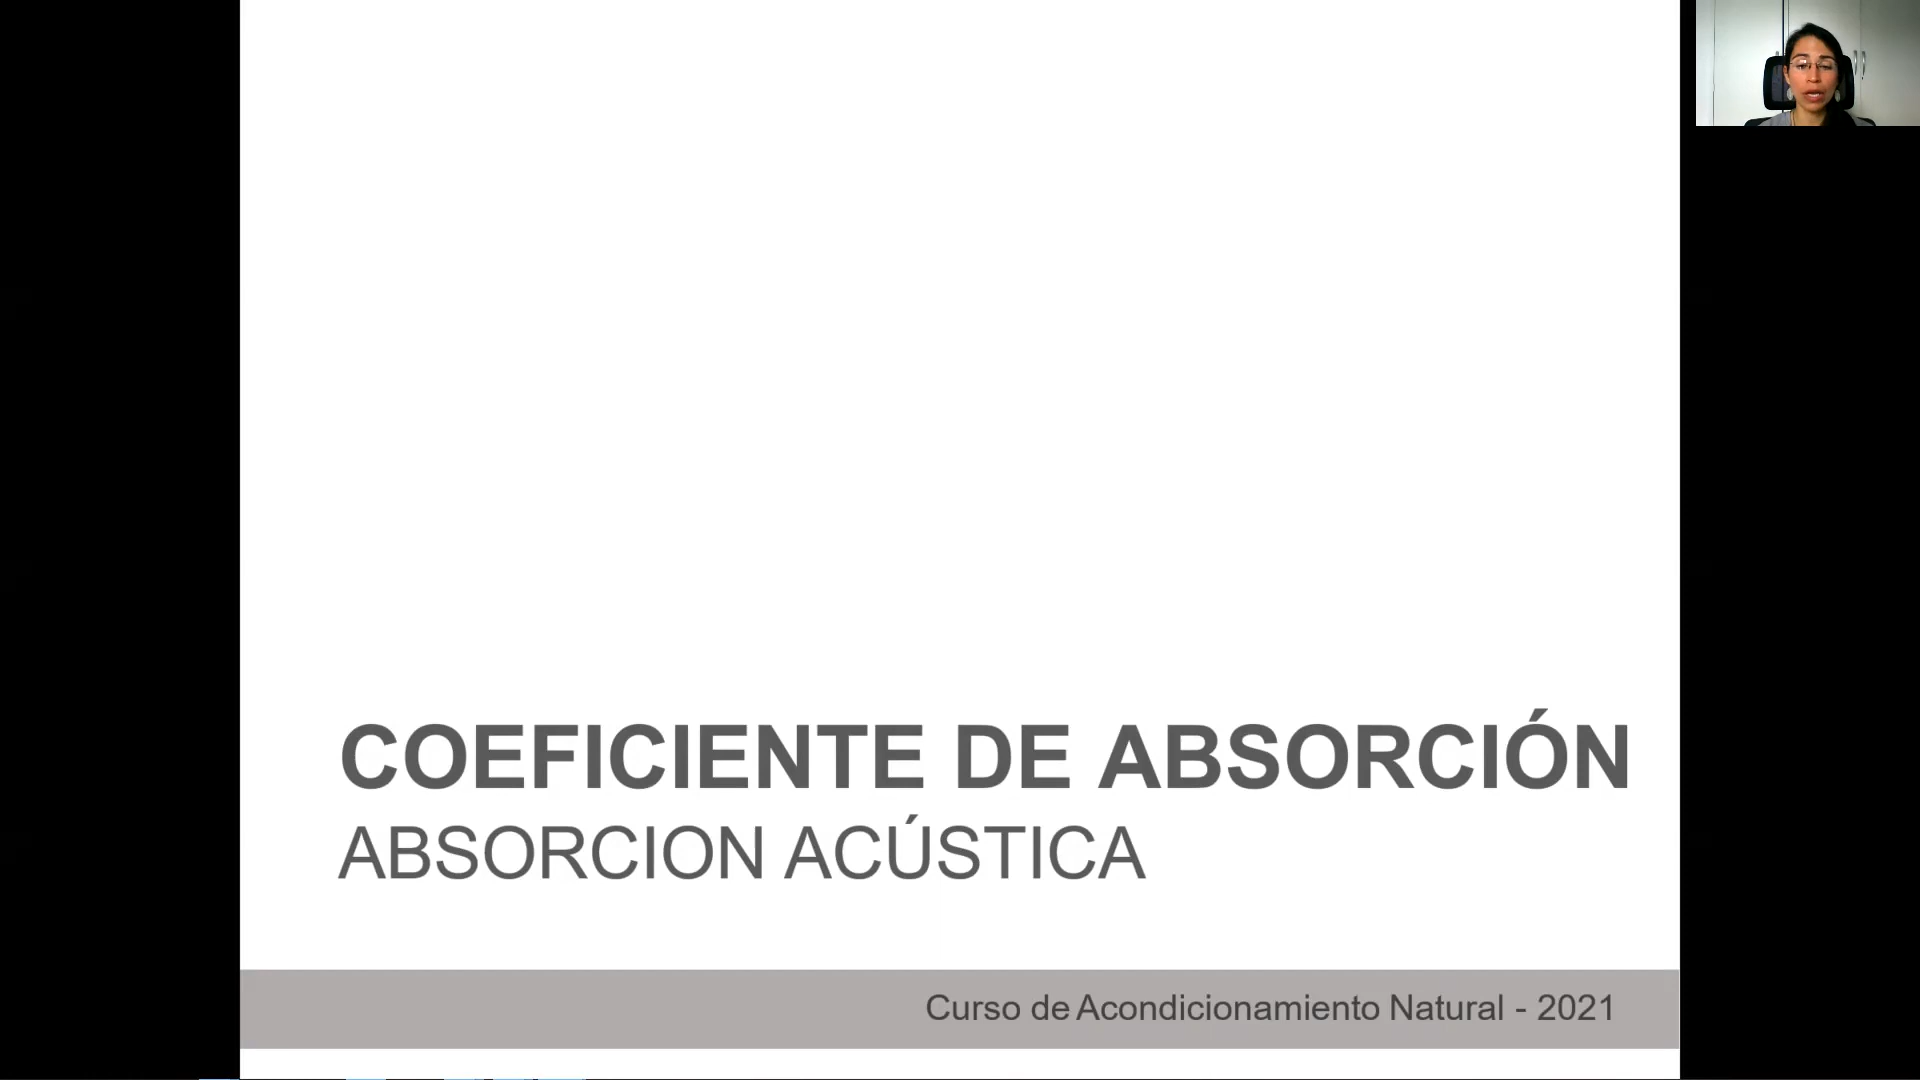 COEFICIENTE DE ABSORCIÓN
ABSORCION ACÚSTICA
Curso de Acondicionamiento Natural - 2021